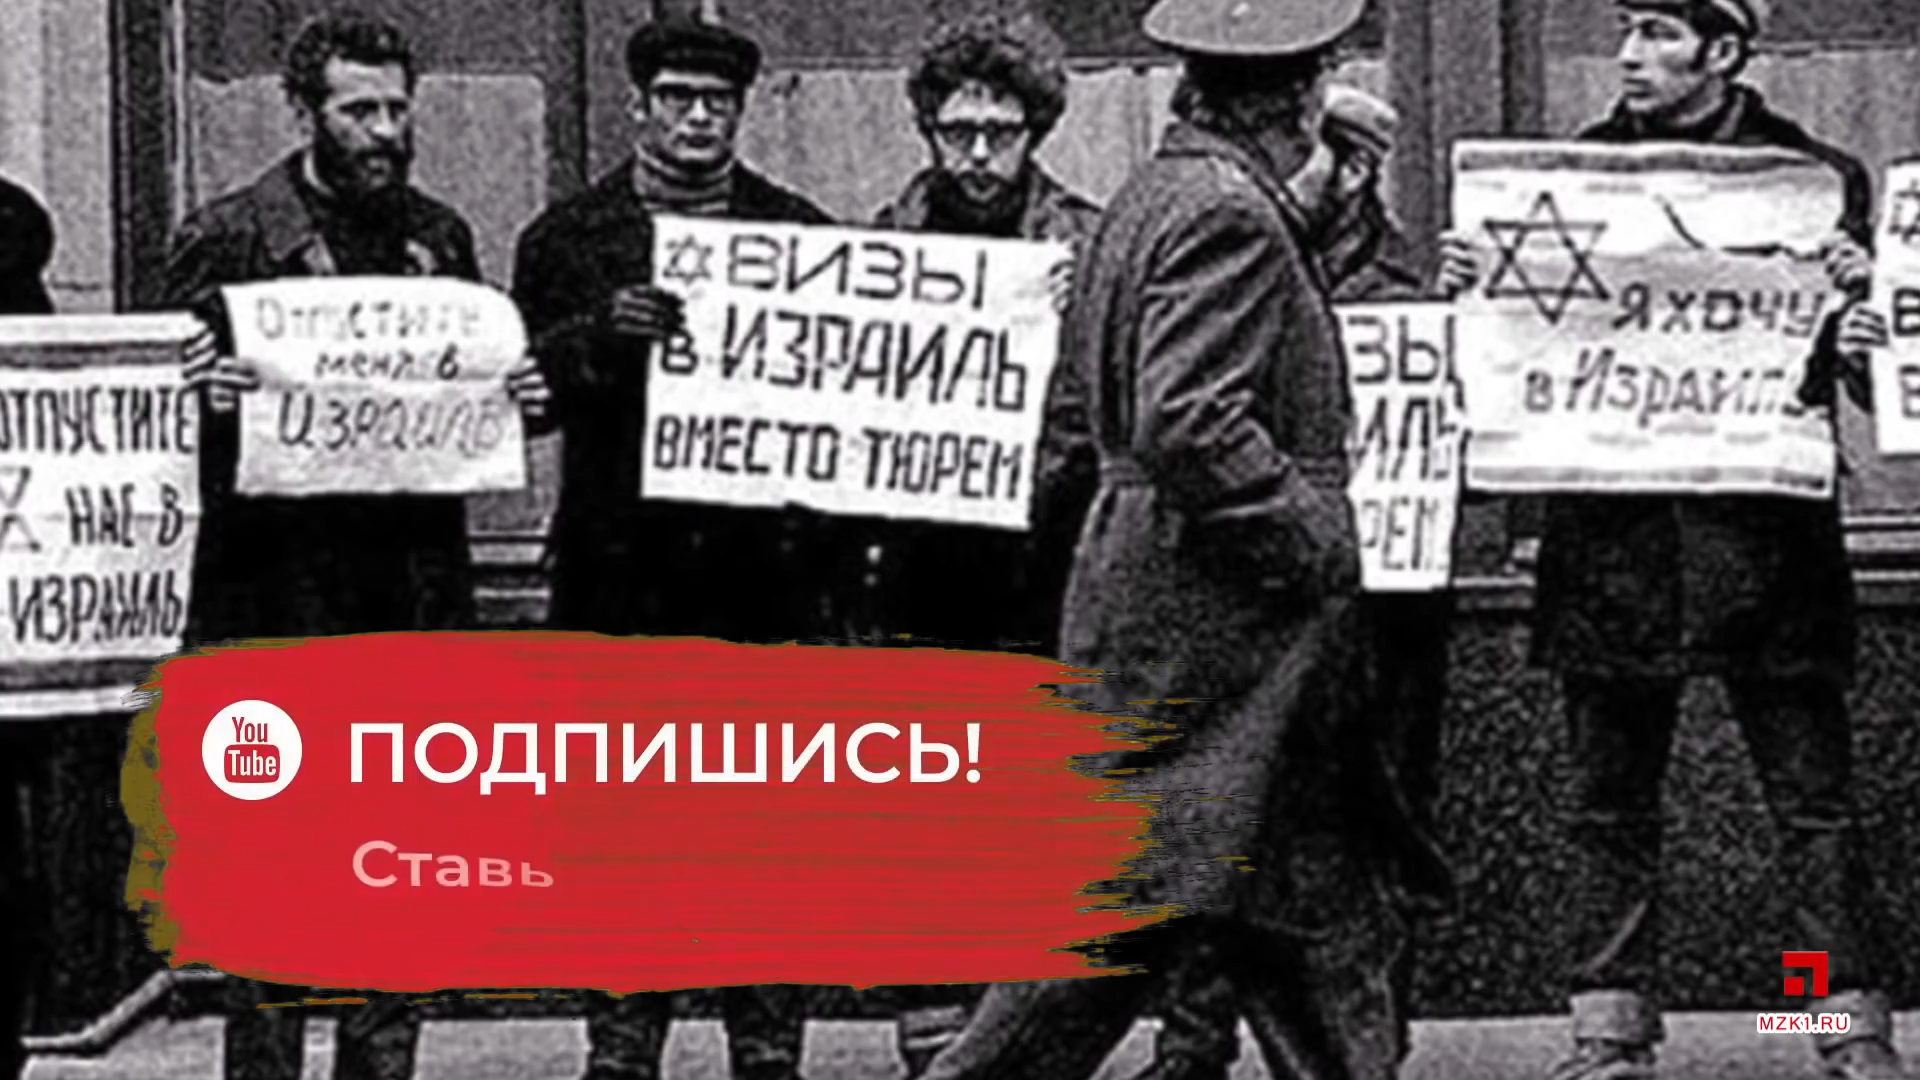 ОТПУСТИТЕ
НАС В
ИЗРАИЛЬ
Отпустите
меня в
ИЗРАИЛЬ
ВИЗЫ
В ИЗРАИЛЬ
ВМЕСТО ТЮРЕМ
ЗЫ
ИЛЬ
РЕМ
Я ХОЧУ
в Израиль
В
В
You
Tube
ПОДПИШИСЬ!
Ставь
MZK1.RU